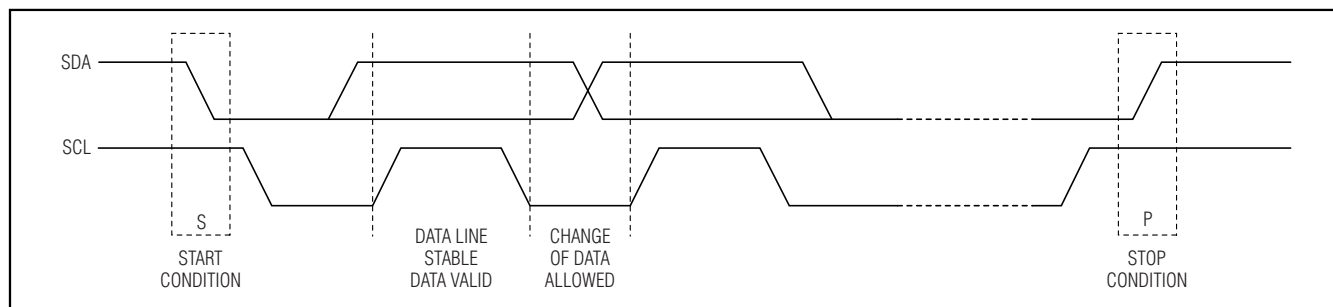 SDA
SCL
S
START
CONDITION
DATA LINE
STABLE
DATA VALID
CHANGE
OF DATA
ALLOWED
P
STOP
CONDITION